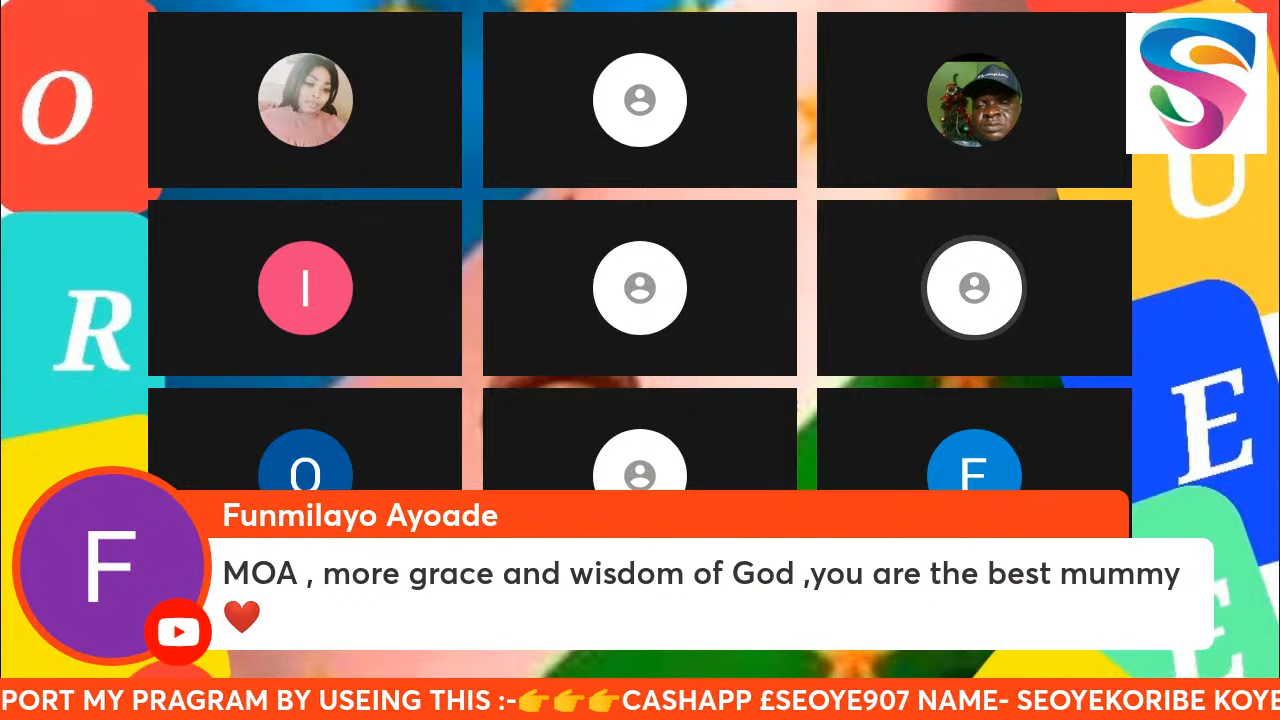 O
U
I
R
E
O
F
Funmilayo Ayoade
F
MOA , more grace and wisdom of God ,you are the best mummy
❤️
E
PORT MY PRAGRAM BY USEING THIS :-👉👉👉CASHAPP £SEOYE907 NAME- SEOYEKORIBE KOYE